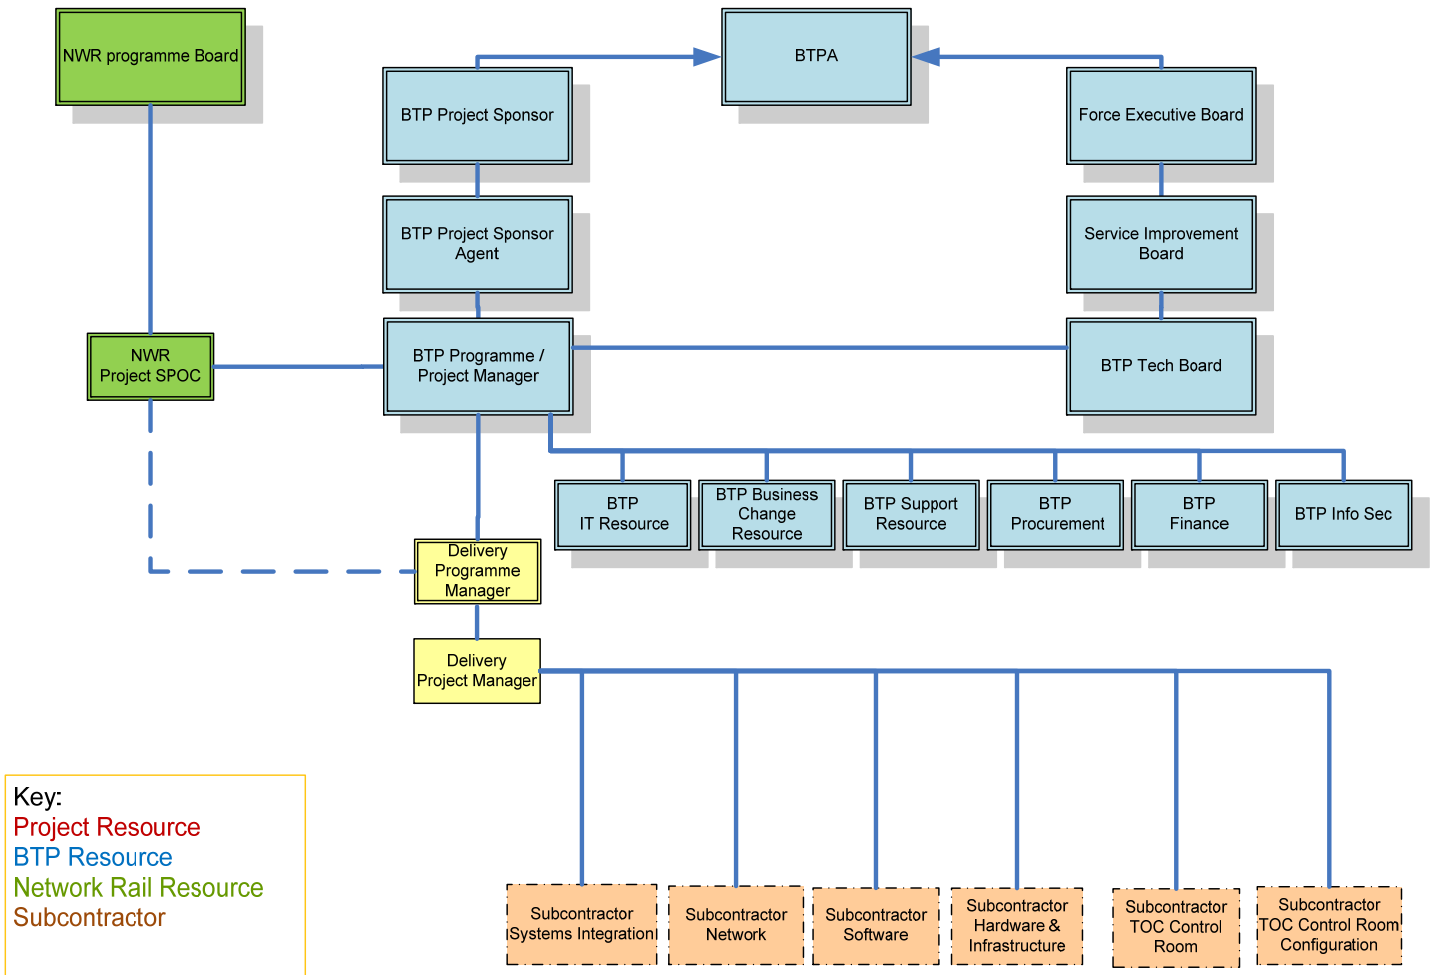 NWR programme Board
BTPA
BTP Project Sponsor
Force Executive Board
BTP Project Sponsor
Agent
Service Improvement
Board
NWR
Project SPOC
BTP Programme /
Project Manager
BTP Tech Board
BTP
IT Resource
BTP Business
Change
Resource
BTP Support
Resource
BTP
Procurement
BTP
Finance
BTP Info Sec
Delivery
Programme
Manager
Delivery
Project Manager
Key:
Project Resource
BTP Resource
Network Rail Resource
Subcontractor
Subcontractor
Systems Integration
Subcontractor
Network
Subcontractor
Software
Subcontractor
Hardware &
Infrastructure
Subcontractor
TOC Control
Room
Subcontractor
TOC Control Room
Configuration